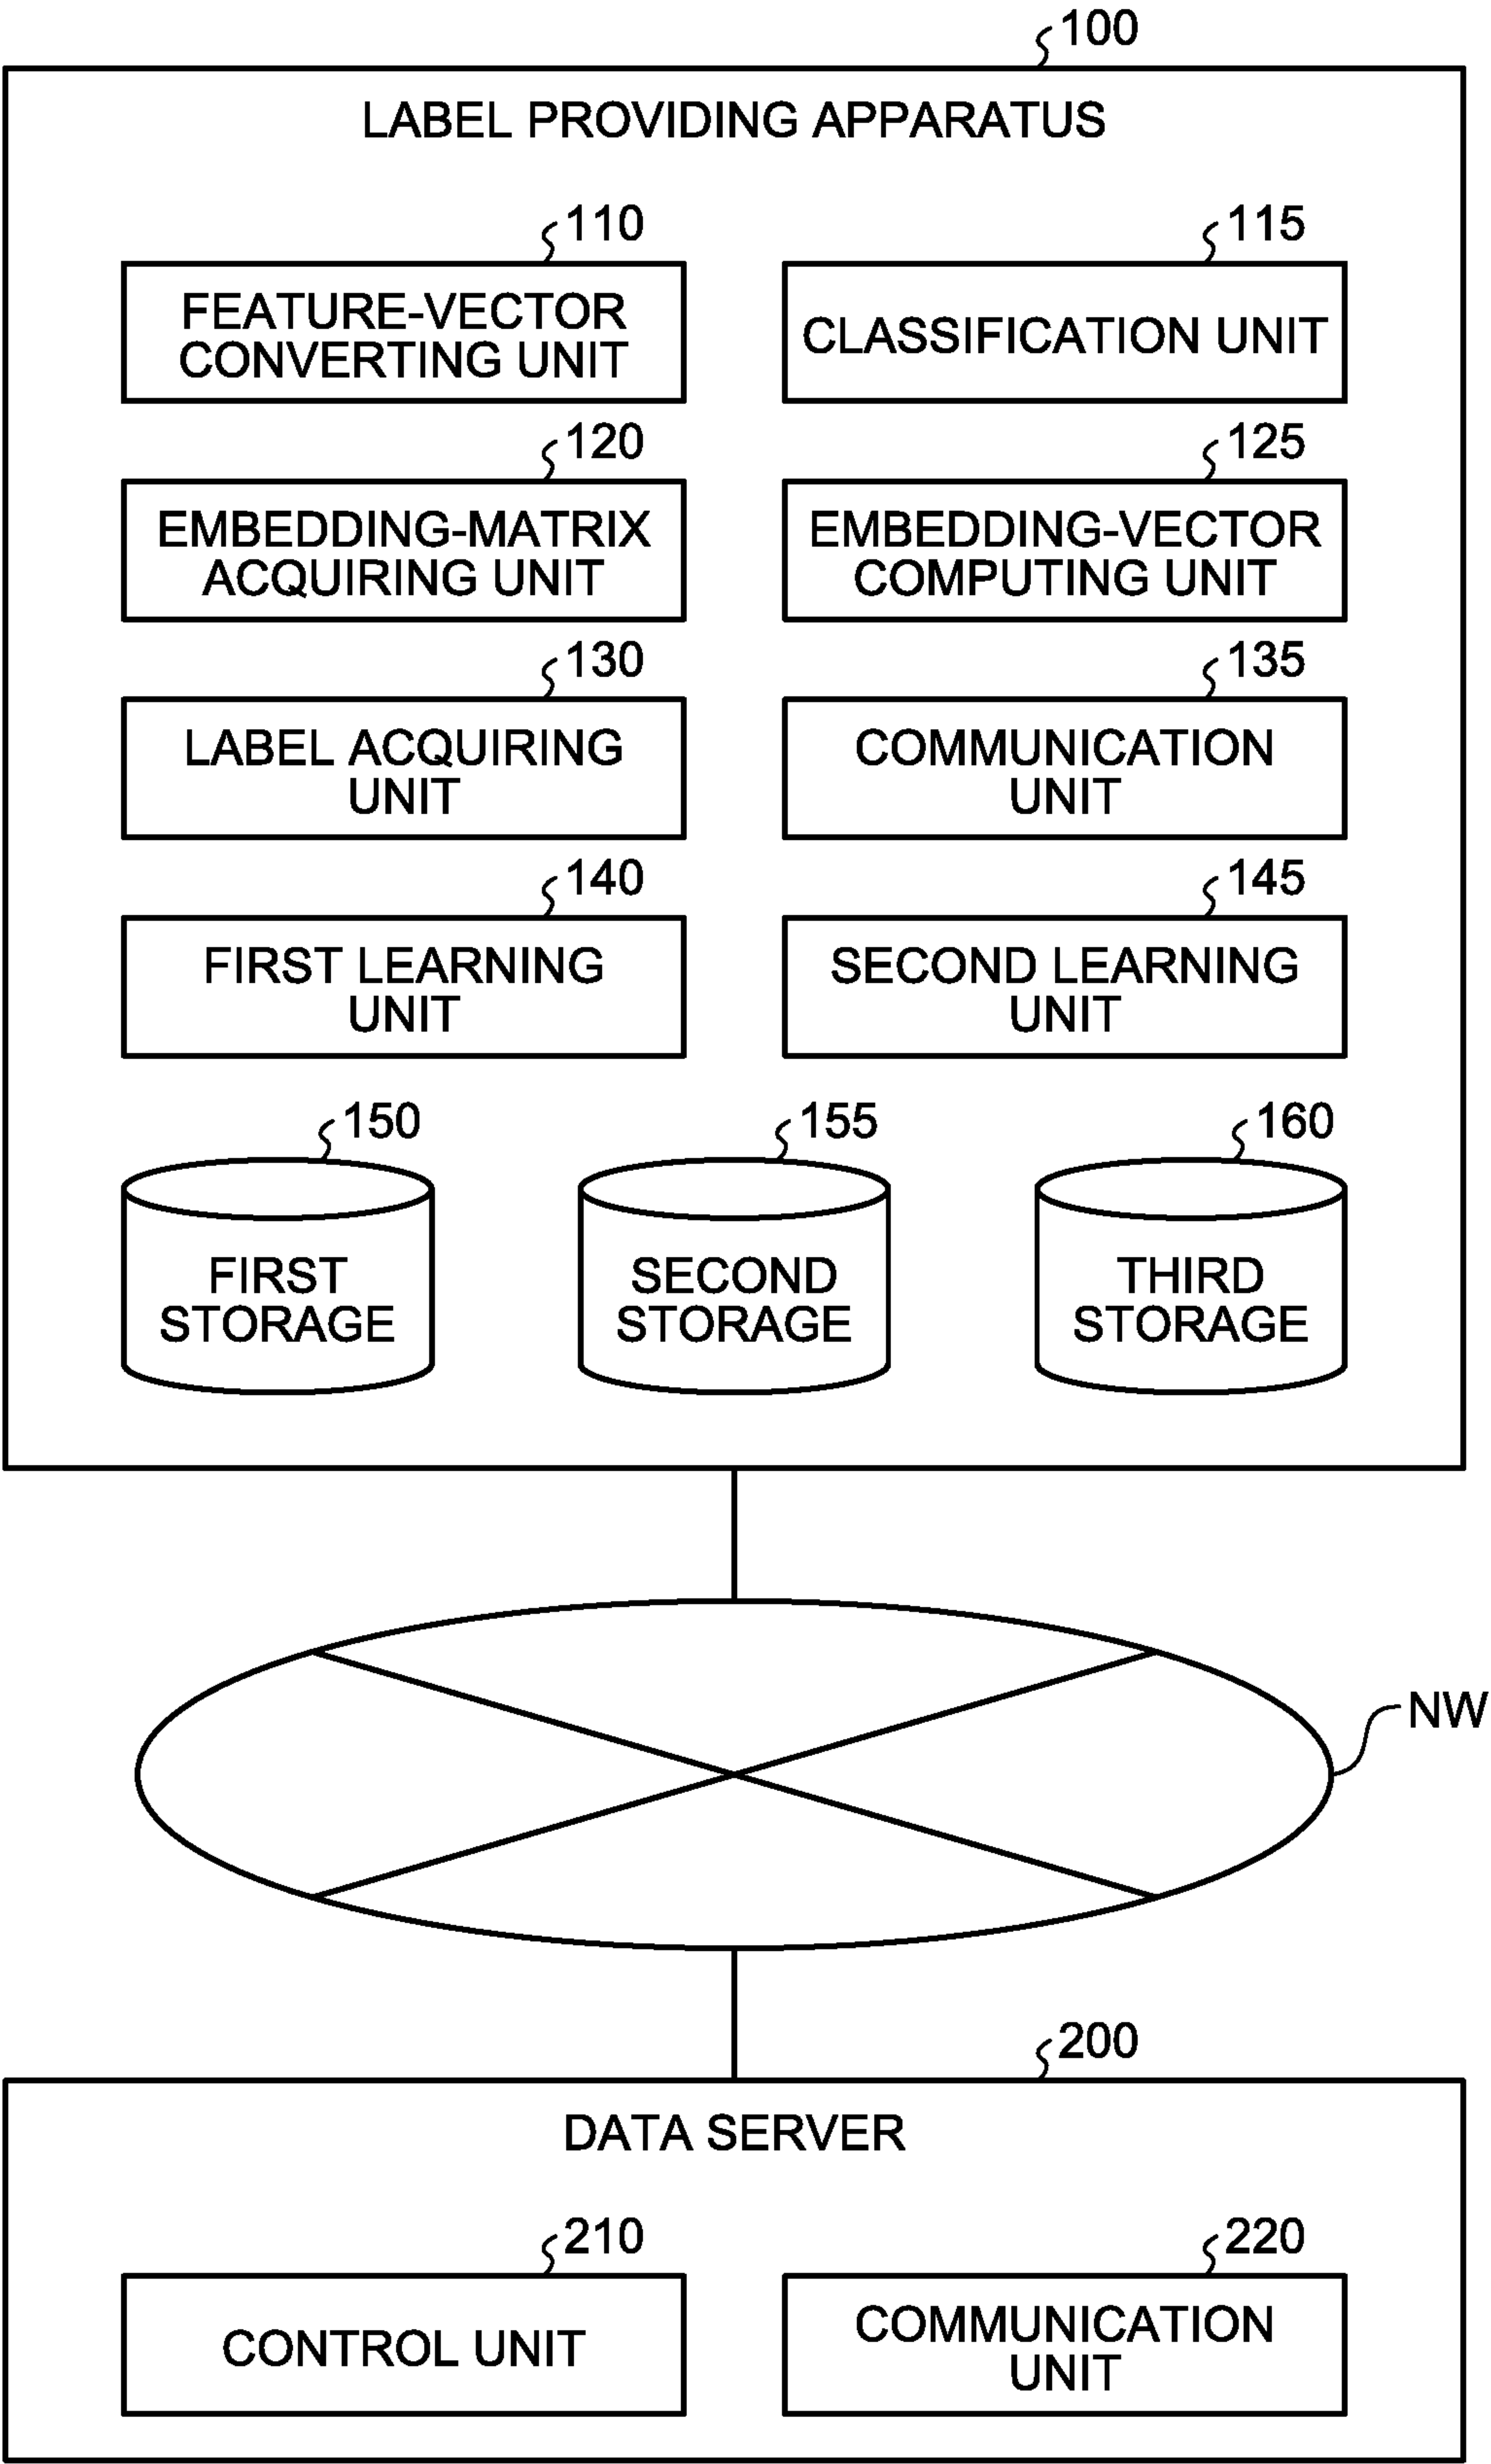 100
LABEL PROVIDING APPARATUS
110
115
FEATURE-VECTOR
CONVERTING UNIT
CLASSIFICATION UNIT
120
125
EMBEDDING-MATRIX
ACQUIRING UNIT
EMBEDDING-VECTOR
COMPUTING UNIT
130
135
LABEL ACQUIRING
UNIT
COMMUNICATION
UNIT
140
145
FIRST LEARNING
UNIT
SECOND LEARNING
UNIT
150
155
160
FIRST
STORAGE
SECOND
STORAGE
THIRD
STORAGE
NW
200
DATA SERVER
210
220
CONTROL UNIT
COMMUNICATION
UNIT